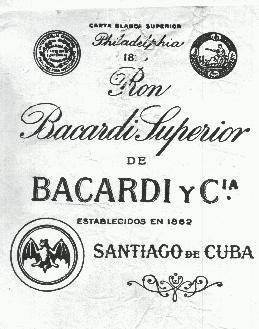 CARTA BLANCA SUPERIOR
Philadelphia
Ron
Bacardi Superior
DE
BACARDI Y CIA.
ESTABLECIDOS EN 1862
SANTIAGO DE CUBA